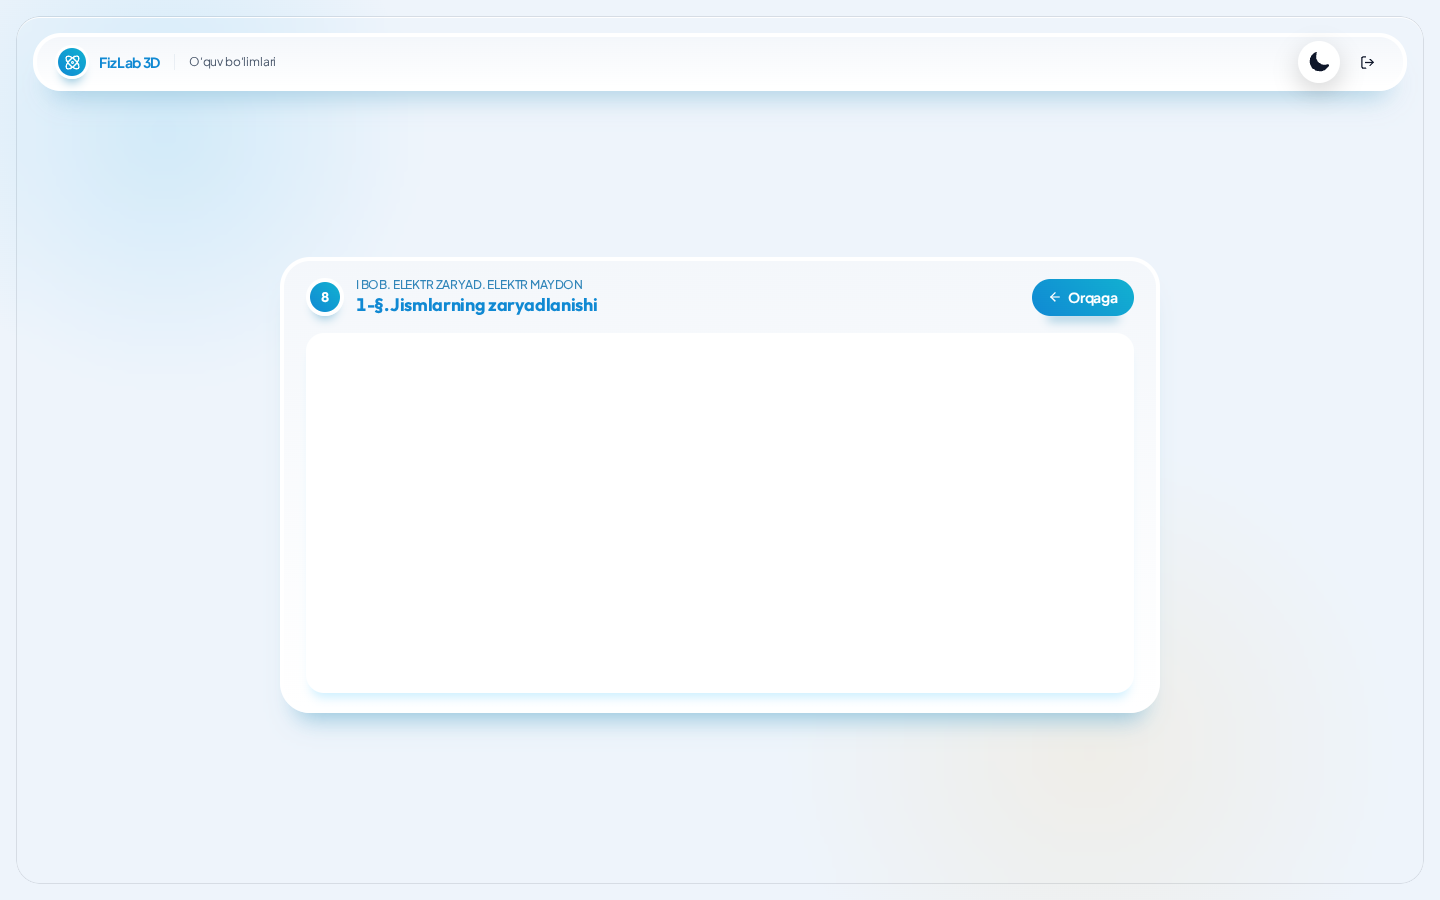 FizLab 3D
O'quv bo'limlari
8
I BOB. ELEKTR ZARYAD. ELEKTR MAYDON
1-§. Jismlarning zaryadlanishi
Orqaga